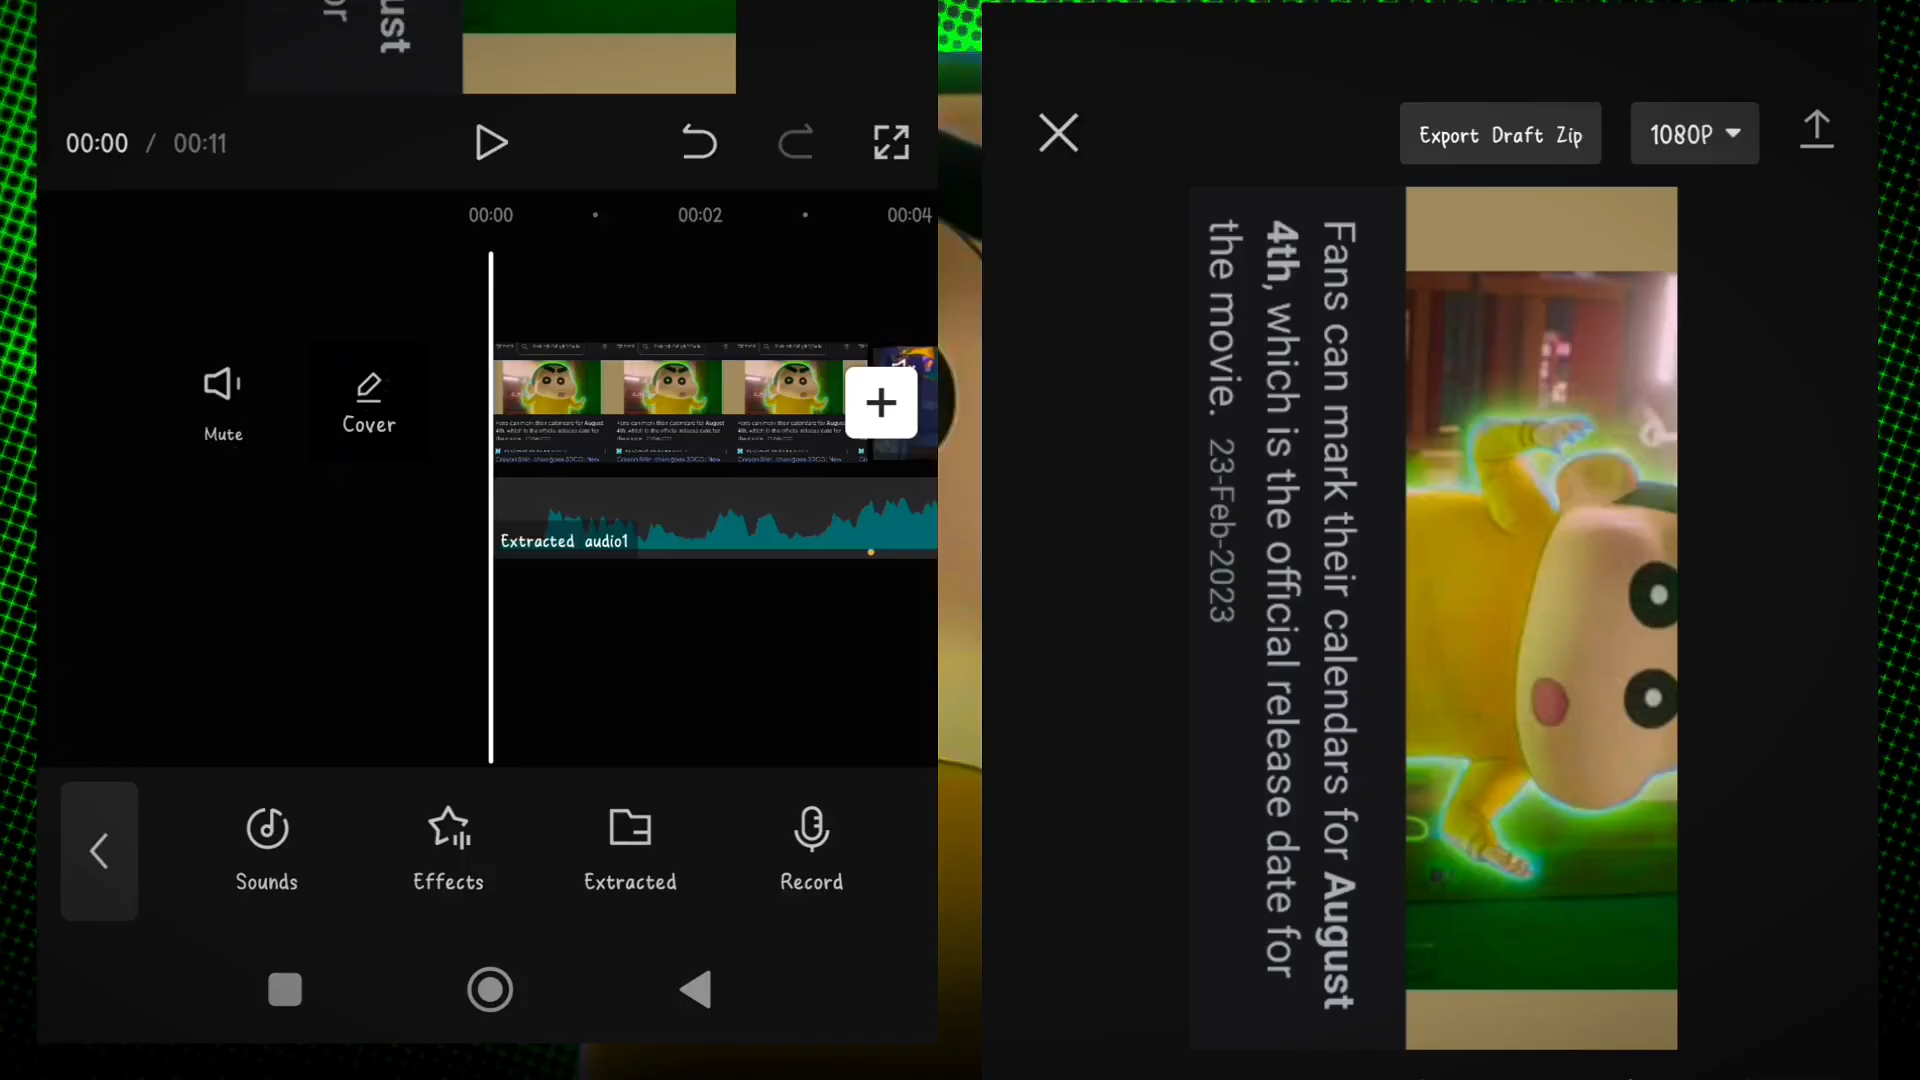 ust
or
00:00 / 00:11
00:00
00:02
00:04
Mute
Cover
Extracted audio1
Sounds
Effects
Extracted
Record
Export Draft Zip
1080P
Fans can mark their calendars for August
4th, which is the official release date for
the movie. 23-Feb-2023